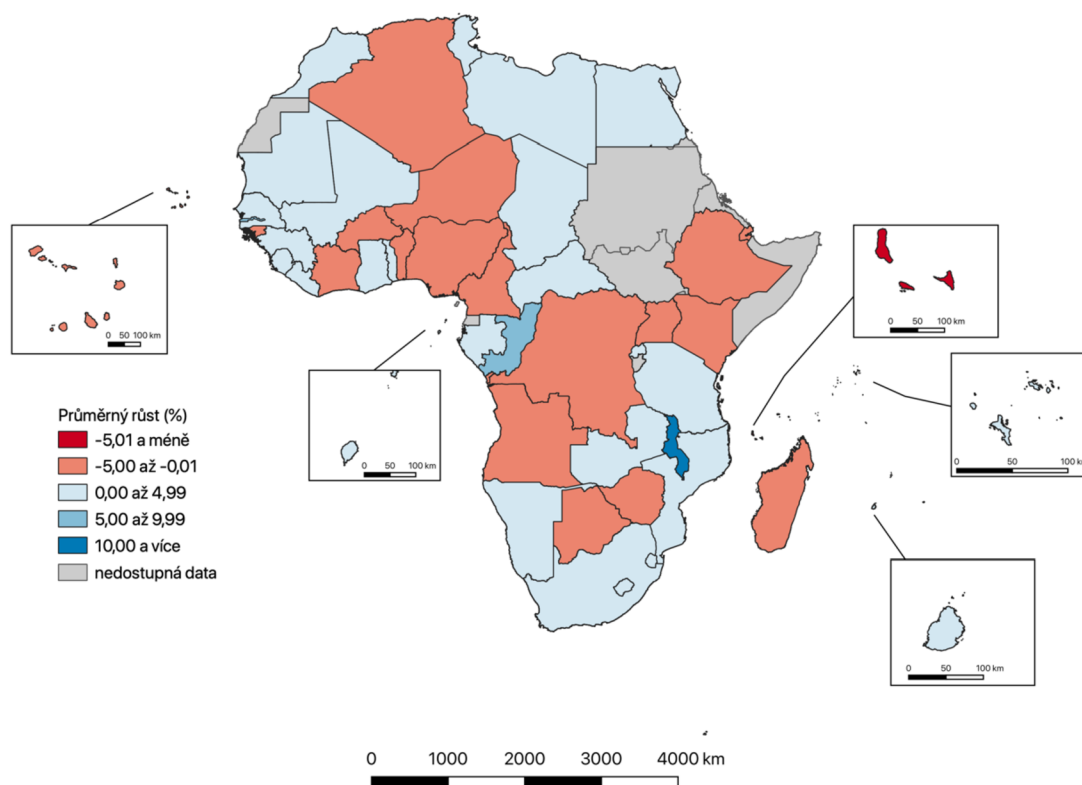 0 50 100 km
0 50 100 km
0 50 100 km
0 50 100 km
Průměrný růst (%)
-5,01 a méně
-5,00 až -0,01
0,00 až 4,99
5,00 až 9,99
10,00 a více
nedostupná data
0 50 100 km
0 1000 2000 3000 4000 km